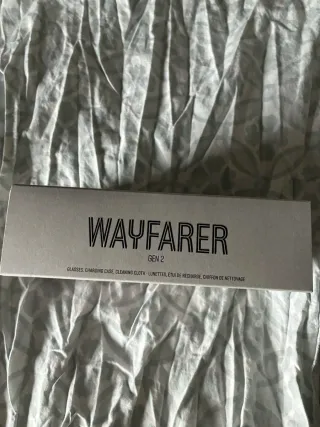 WAYFARER
GEN 2
GLASSES, CHARGING CASE, CLEANING CLOTH LUNETTES, ÉTUI DE RECHARGE, CHIFFON DE NETTOYAGE